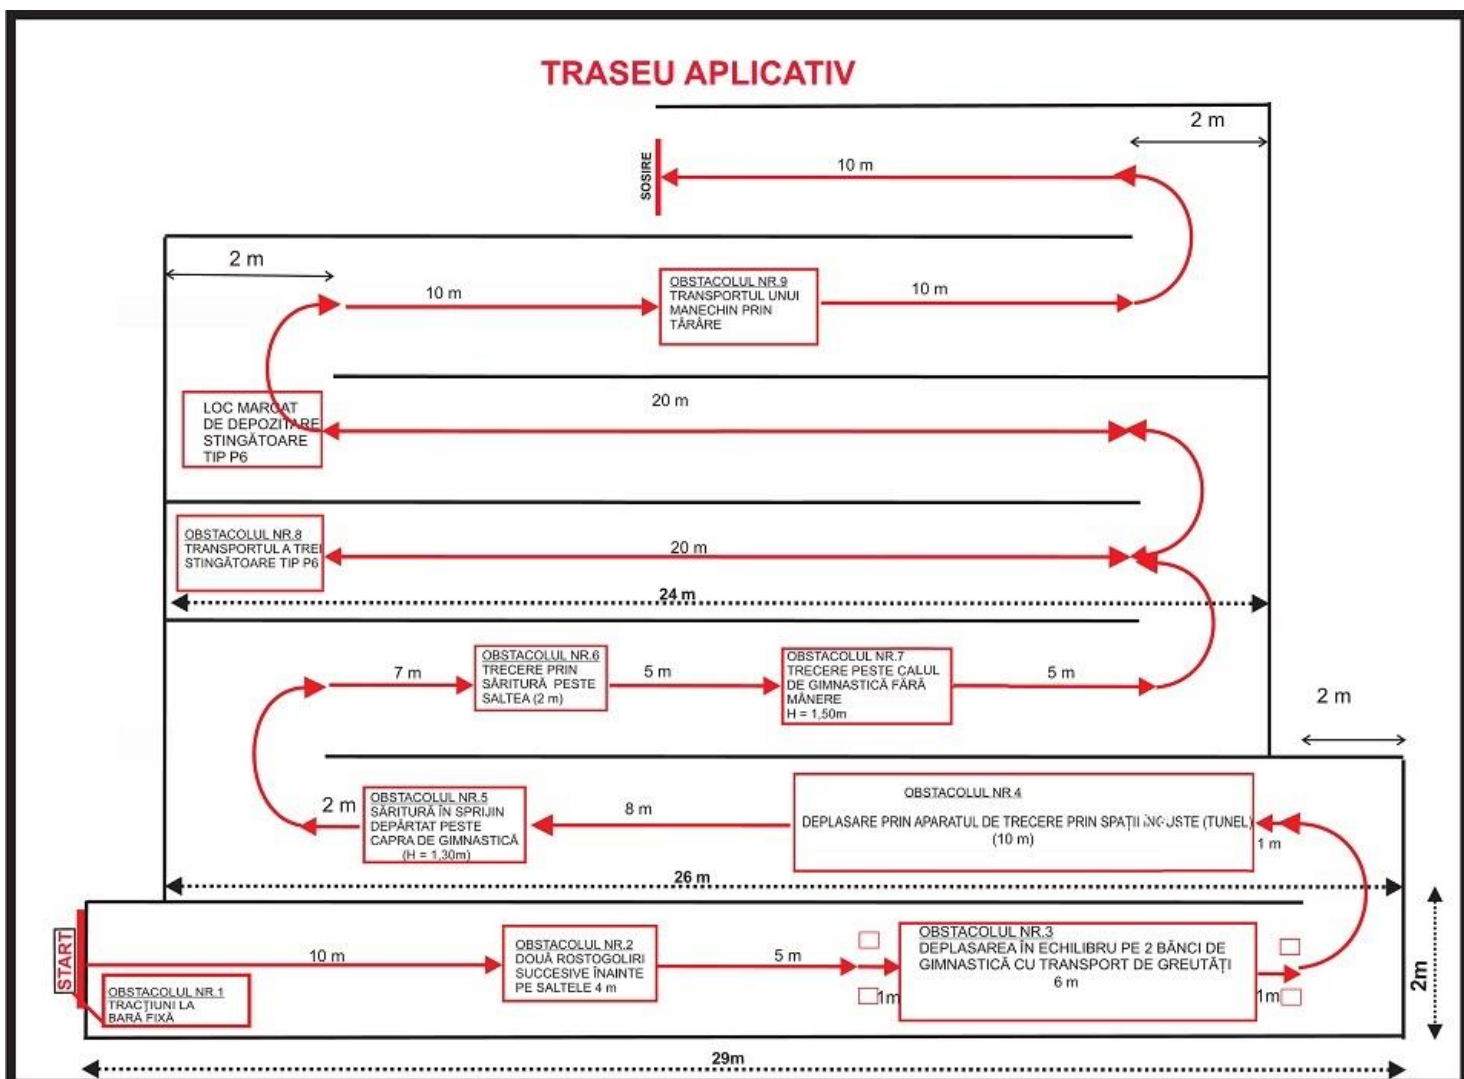 TRASEU APLICATIV
2 m
SOSIRE
10 m
2 m
10 m
OBSTACOLUL NR.9
TRANSPORTUL UNUI
MANECHIN PRIN
TÂRÂRE
10 m
LOC MARCAT
DE DEPOZITARE
STINGĂTOARE
TIP P6
20 m
OBSTACOLUL NR.8
TRANSPORTUL A TREI
STINGĂTOARE TIP P6
20 m
24 m
7 m
OBSTACOLUL NR.6
TRECERE PRIN
SĂRITURĂ PESTE
SALTEA (2 m)
5 m
OBSTACOLUL NR.7
TRECERE PESTE CALUL
DE GIMNASTICĂ FĂRĂ
MÂNERE
H = 1,50m
5 m
2 m
2 m
OBSTACOLUL NR.5
SĂRITURĂ ÎN SPRIJIN
DEPĂRTAT PESTE
CAPRA DE GIMNASTICĂ
(H = 1,30m)
8 m
OBSTACOLUL NR 4
DEPLASARE PRIN APARATUL DE TRECERE PRIN SPAȚII ÎNGUSTE (TUNEL)
(10 m)
1 m
26 m
START
10 m
OBSTACOLUL NR.1
TRACȚIUNI LA
BARĂ FIXĂ
OBSTACOLUL NR.2
DOUĂ ROSTOGOLIRI
SUCCESIVE ÎNAINTE
PE SALTELE 4 m
5 m
1m
OBSTACOLUL NR.3
DEPLASAREA ÎN ECHILIBRU PE 2 BĂNCI DE
GIMNASTICĂ CU TRANSPORT DE GREUTĂȚI
6 m
1m
2m
29m